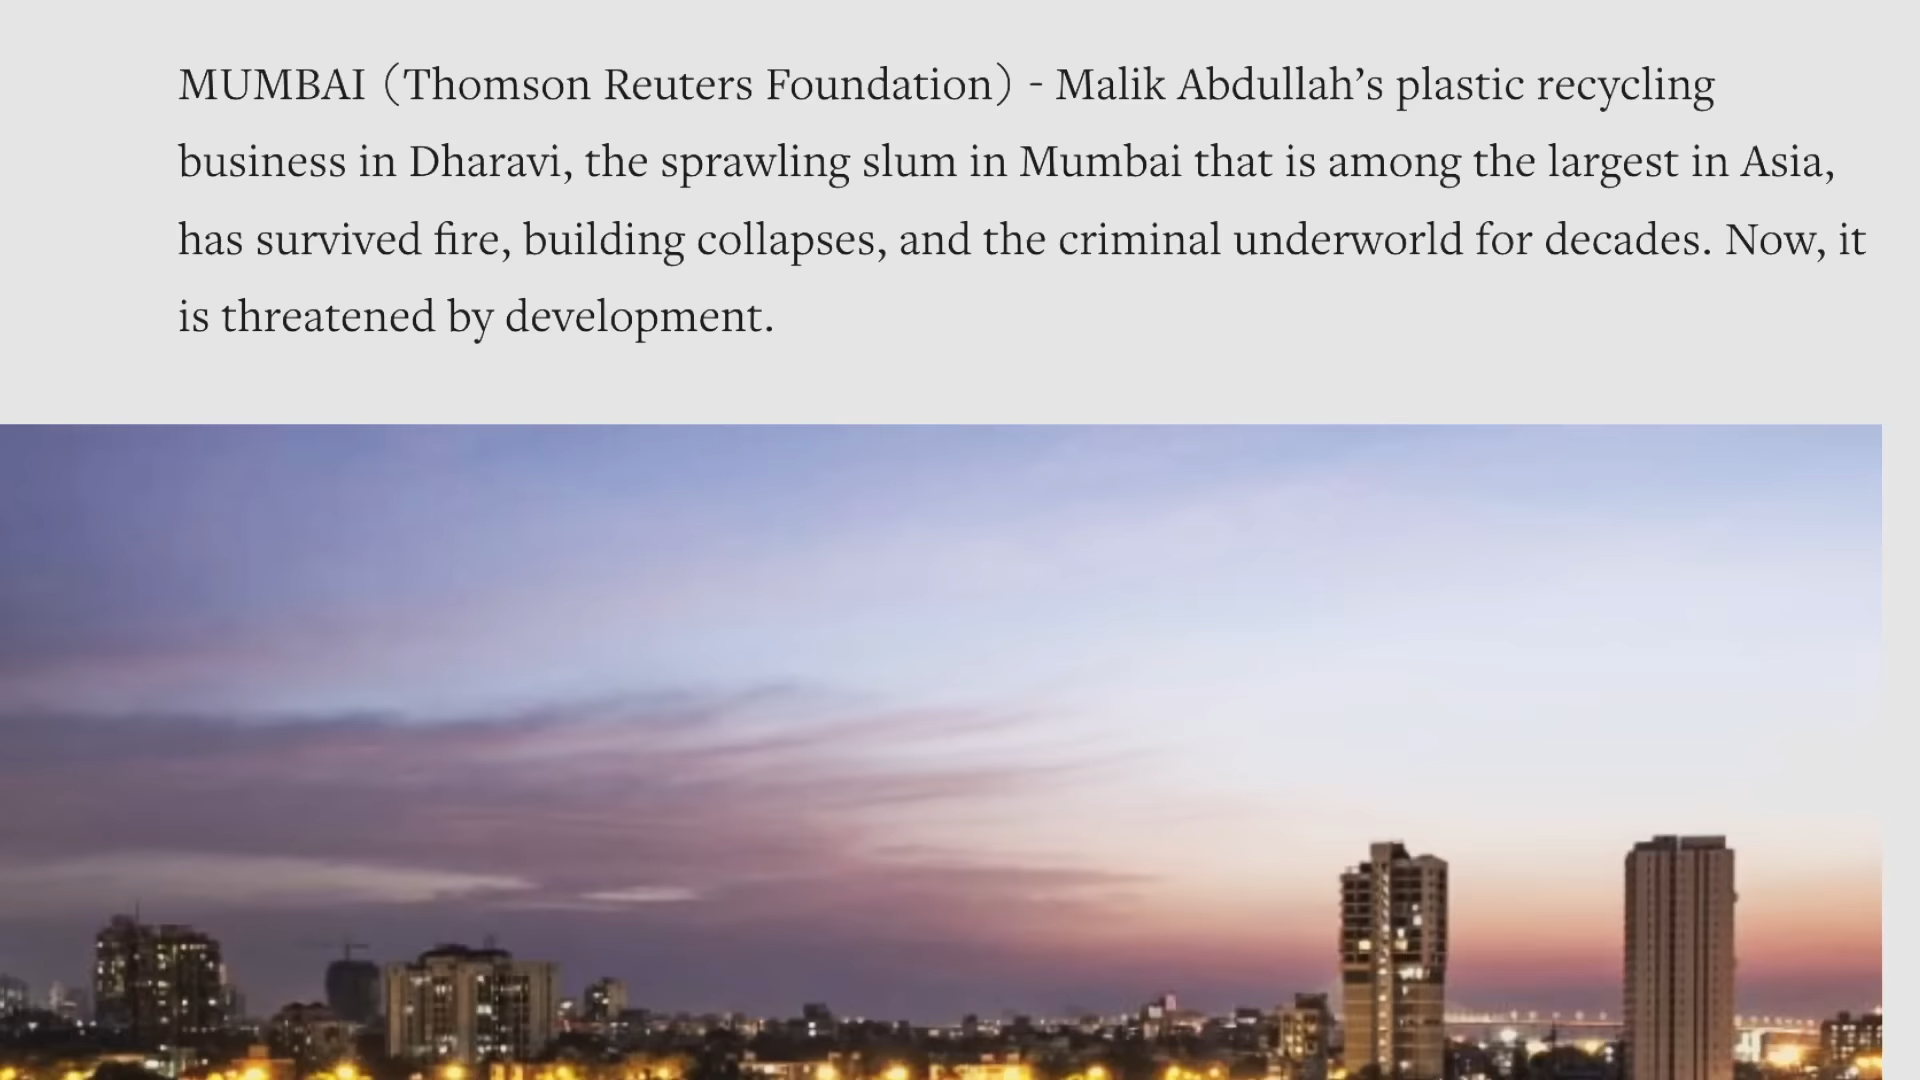 MUMBAI (Thomson Reuters Foundation) - Malik Abdullah’s plastic recycling
business in Dharavi, the sprawling slum in Mumbai that is among the largest in Asia,
has survived fire, building collapses, and the criminal underworld for decades. Now, it
is threatened by development.